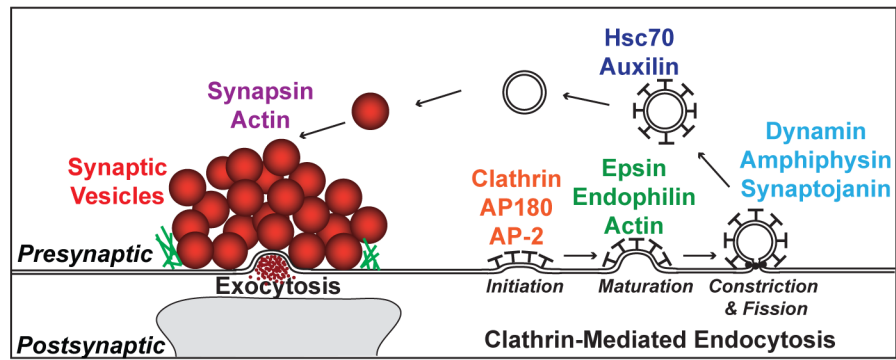 Hsc70
Auxilin
Synapsin
Actin
Dynamin
Amphiphysin
Synaptojanin
Synaptic
Vesicles
Clathrin
AP180
AP-2
Epsin
Endophilin
Actin
Presynaptic
Exocytosis
Initiation
Maturation
Constriction
& Fission
Postsynaptic
Clathrin-Mediated Endocytosis